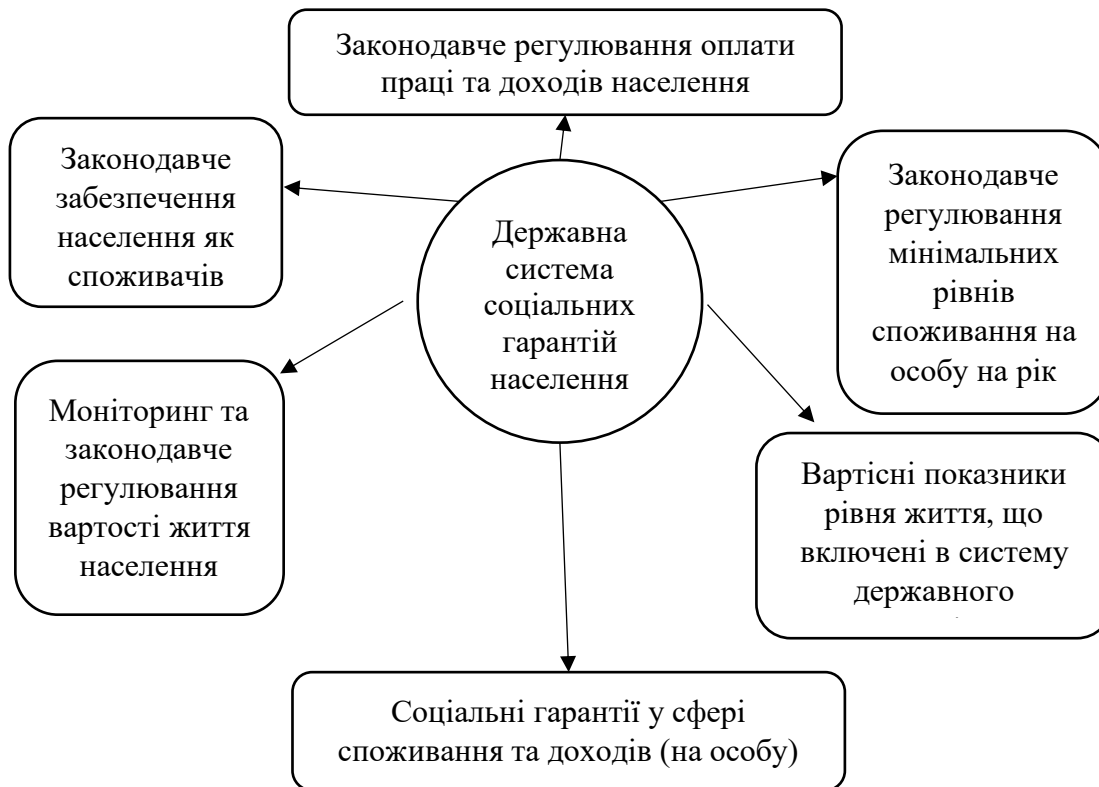 Законодавче регулювання оплати
праці та доходів населення
Законодавче
забезпечення
населення як
споживачів
Державна
система
соціальних
гарантій
населення
Законодавче
регулювання
мінімальних
рівнів
споживання на
особу на рік
Моніторинг та
законодавче
регулювання
вартості життя
населення
Вартісні показники
рівня життя, що
включені в систему
державного
Соціальні гарантії у сфері
споживання та доходів (на особу)